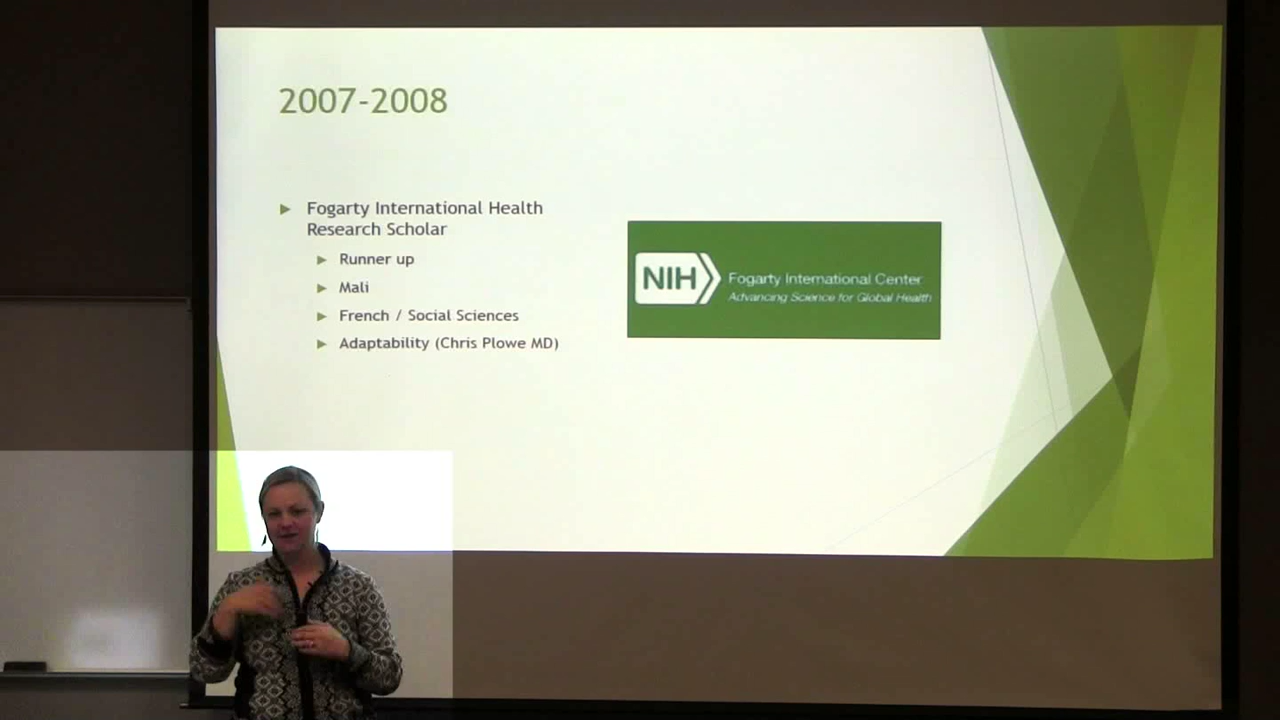 2007-2008
Fogarty International Health
Research Scholar
Runner up
Mali
French / Social Sciences
Adaptability (Chris Plowe MD)
NIH
Fogarty International Center
Advancing Science for Global Health